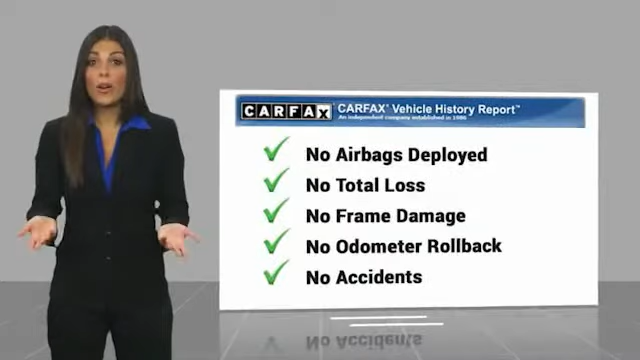 CARFAX CARFAX® Vehicle History Report™
An independent company established in 1986
No Airbags Deployed
No Total Loss
No Frame Damage
No Odometer Rollback
No Accidents